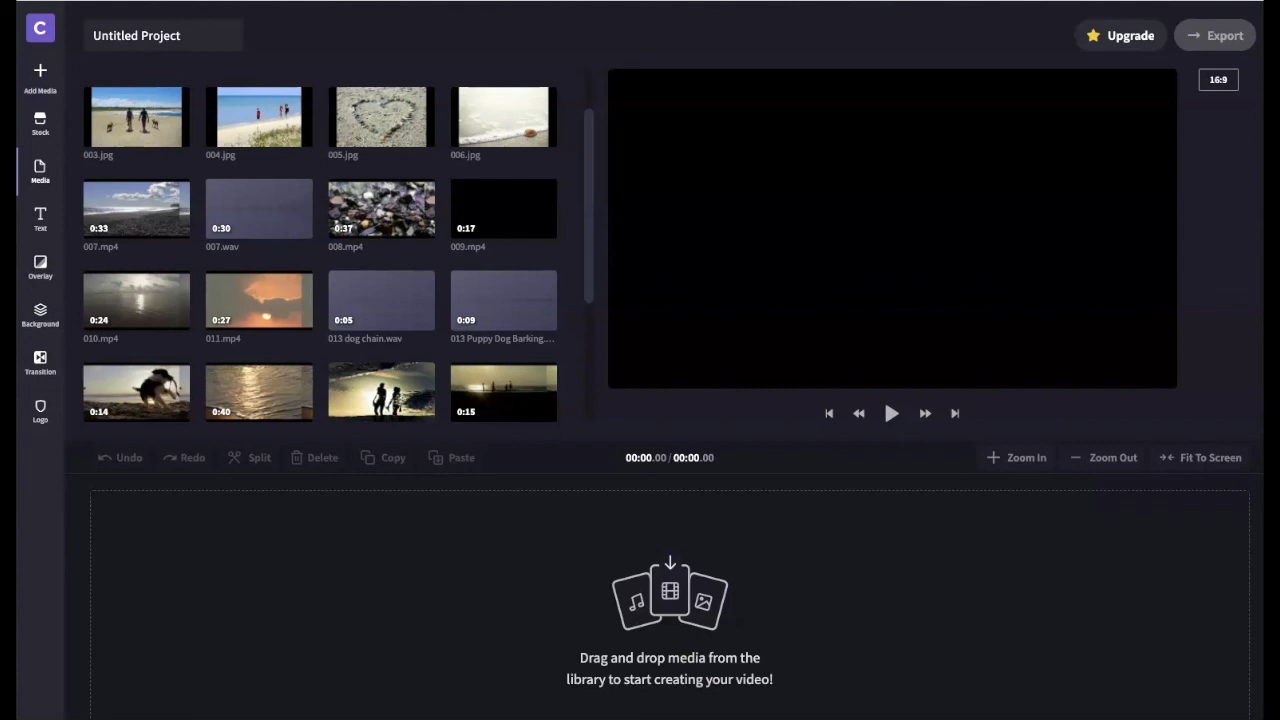 C
Untitled Project
Upgrade
Export
16:9
Add Media
Stock
Media
Text
Overlay
Background
Transition
Logo
003.jpg
004.jpg
005.jpg
006.jpg
0:33
0:30
0:37
0:17
007.mp4
007.wav
008.mp4
009.mp4
0:24
0:27
0:05
0:09
010.mp4
011.mp4
013 dog chain.wav
013 Puppy Dog Barking....
0:14
0:40
0:15
Undo
Redo
Split
Delete
Copy
Paste
00:00.00 / 00:00.00
Zoom In
Zoom Out
Fit To Screen
Drag and drop media from the
library to start creating your video!